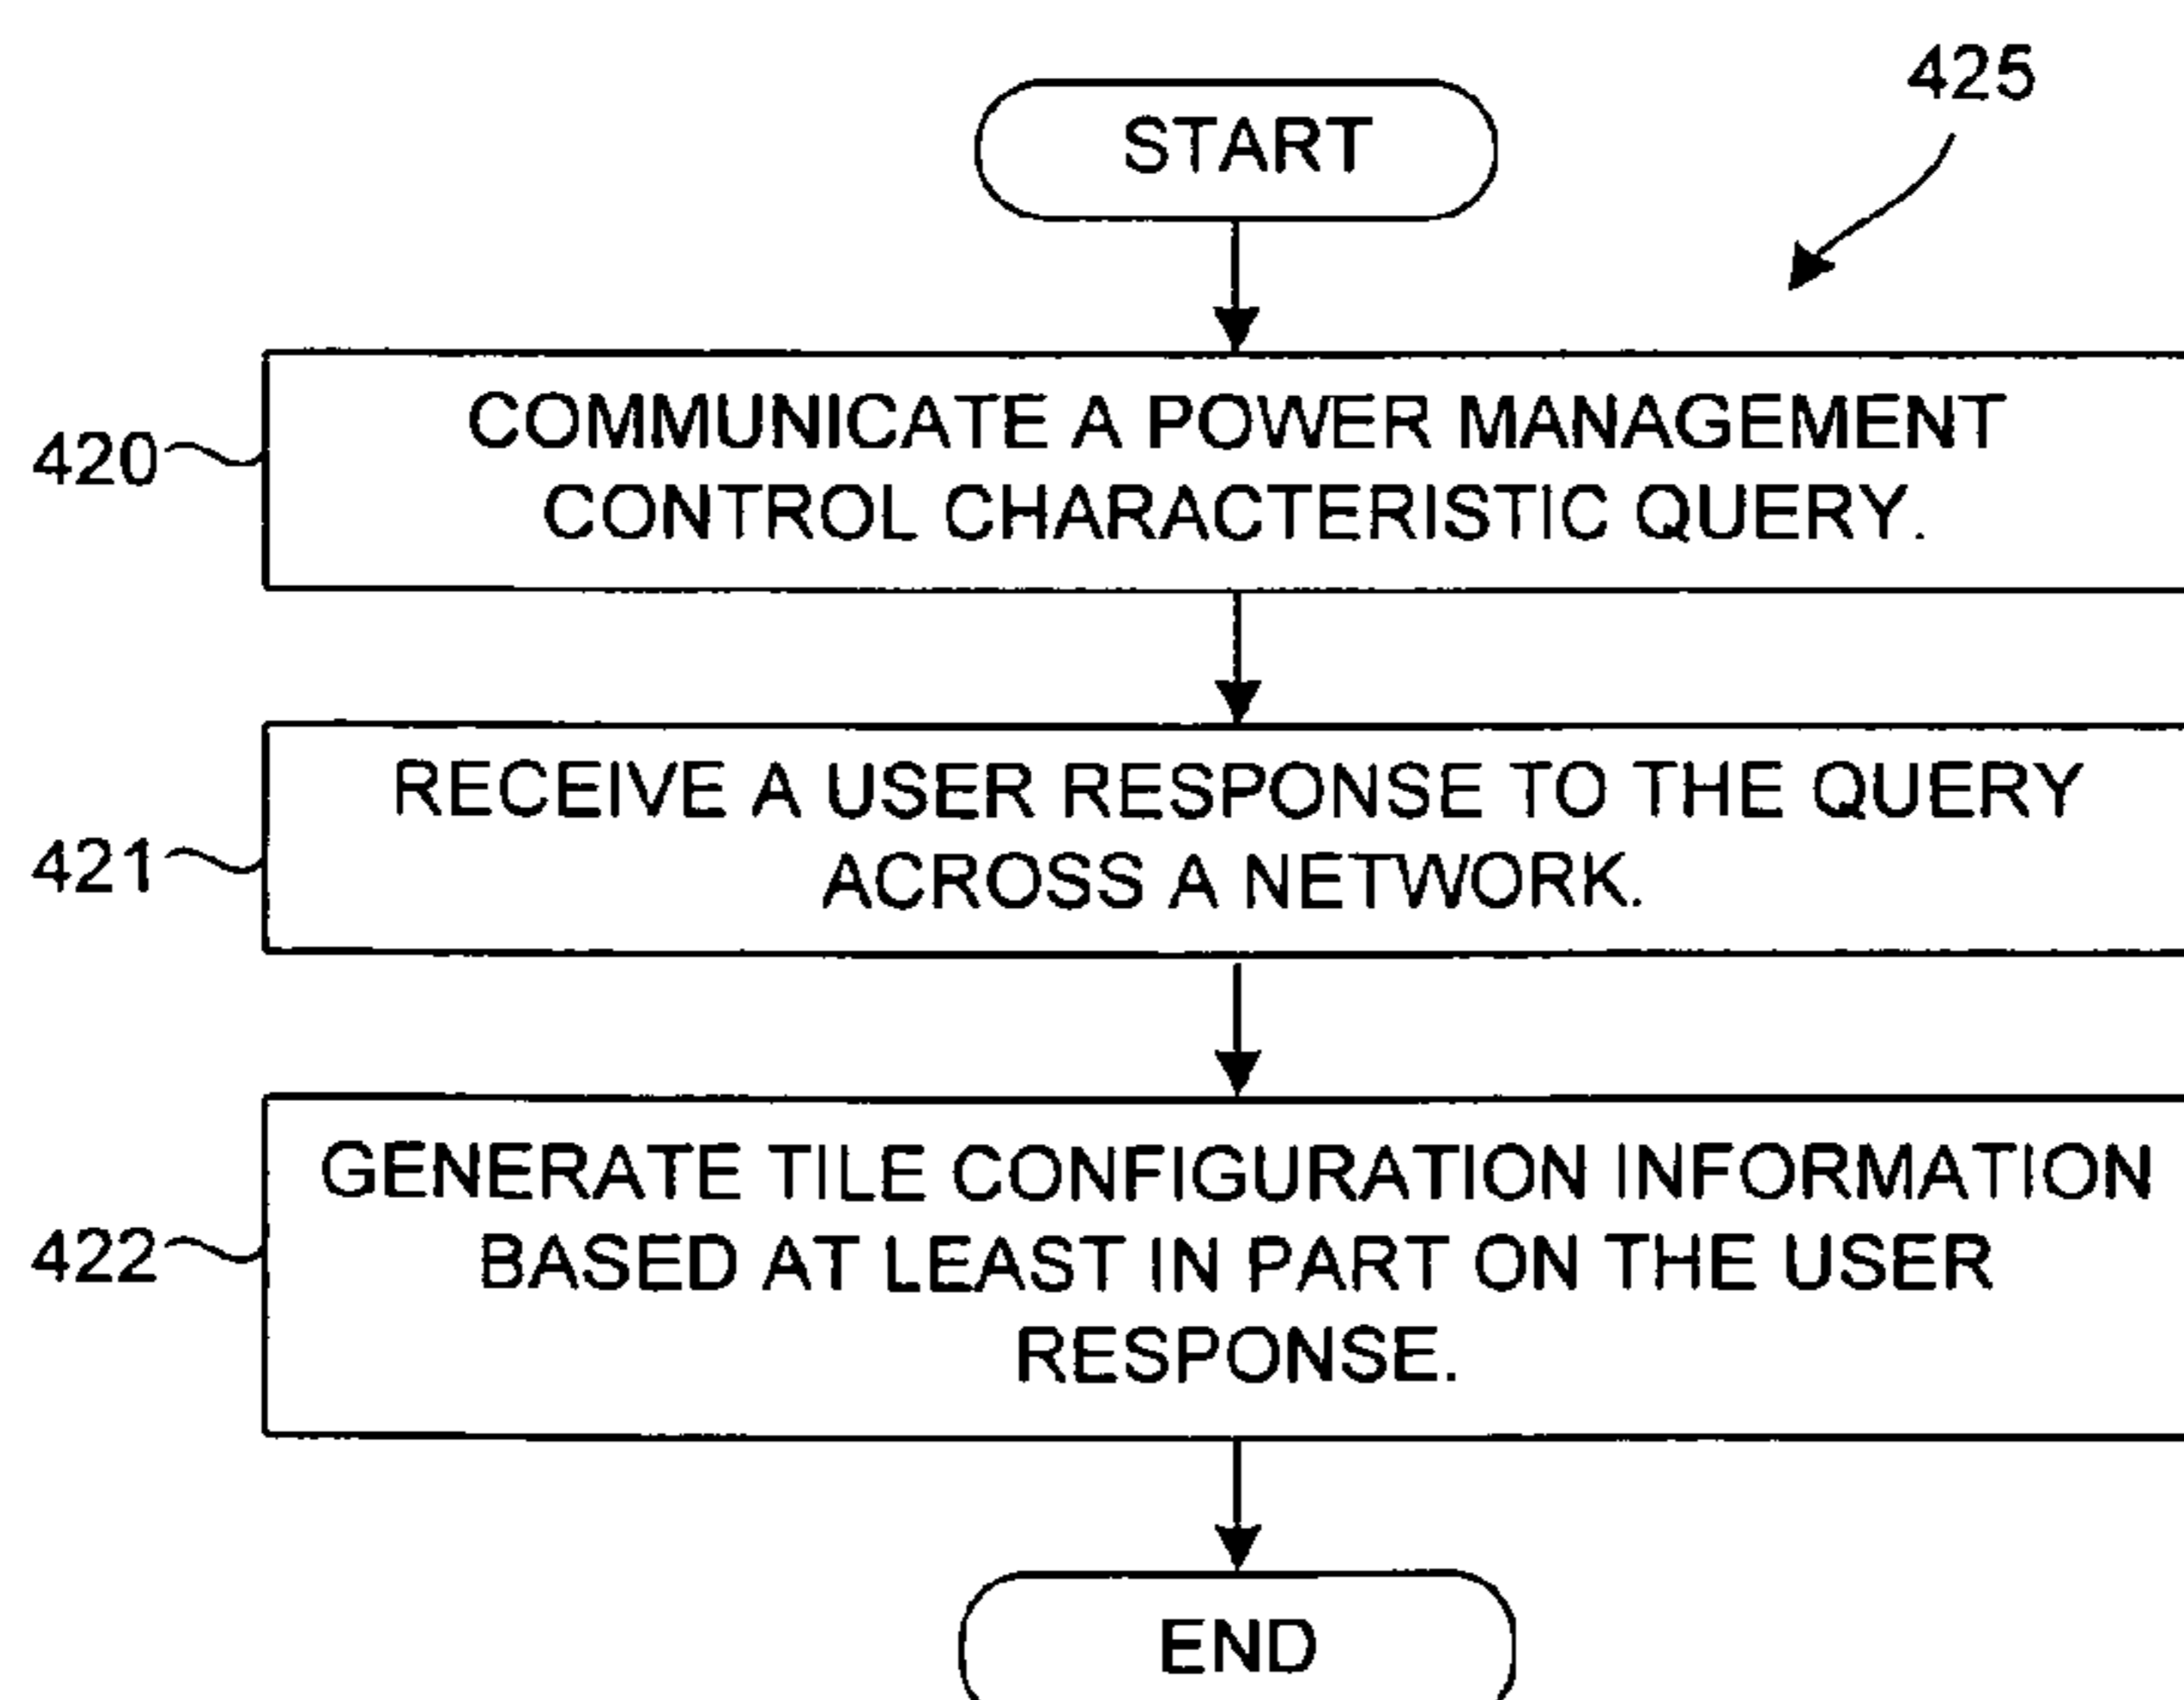 425
START
420
COMMUNICATE A POWER MANAGEMENT
CONTROL CHARACTERISTIC QUERY.
421
RECEIVE A USER RESPONSE TO THE QUERY
ACROSS A NETWORK.
422
GENERATE TILE CONFIGURATION INFORMATION
BASED AT LEAST IN PART ON THE USER
RESPONSE.
END